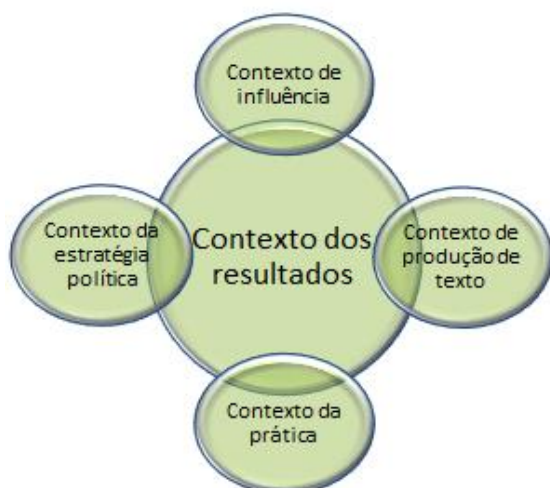 Contexto de
influência
Contexto da
estratégia
política
Contexto dos
resultados
Contexto de
produção de
texto
Contexto da
prática